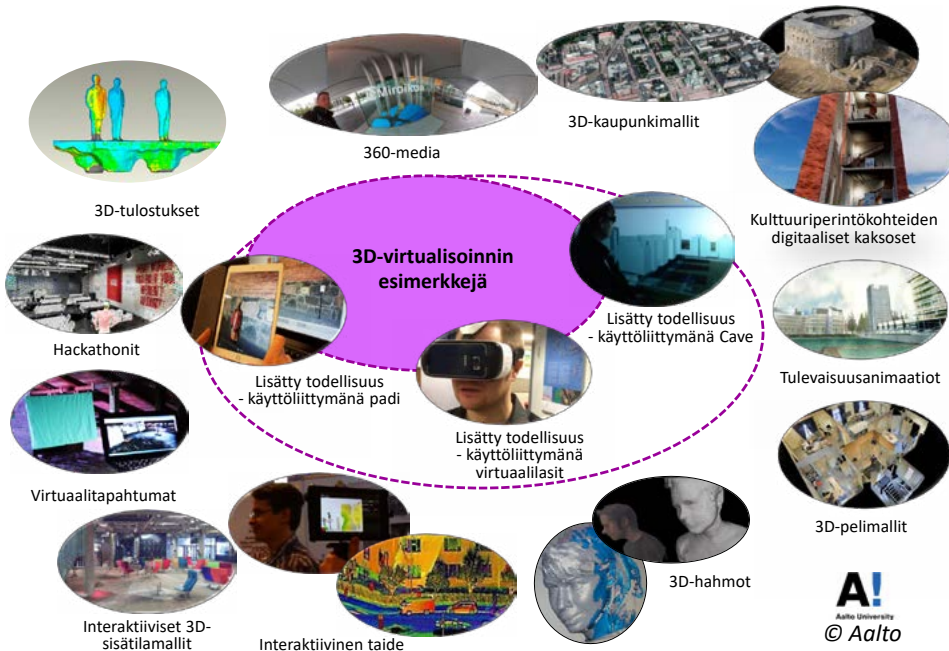 Miroikon
360-media
3D-kaupunkimallit
3D-tulostukset
Kulttuuriperintökohteiden
digitaaliset kaksoset
3D-virtualisoinnin
esimerkkejä
Hackathonit
Lisätty todellisuus
- käyttöliittymänä Cave
Lisätty todellisuus
- käyttöliittymänä padi
Tulevaisuusanimaatiot
Lisätty todellisuus
- käyttöliittymänä
virtuaalilasit
Virtuaalitapahtumat
3D-pelimallit
3D-hahmot
Interaktiiviset 3D-
sisätilamallit
Interaktiivinen taide
A!
Aalto University
© Aalto